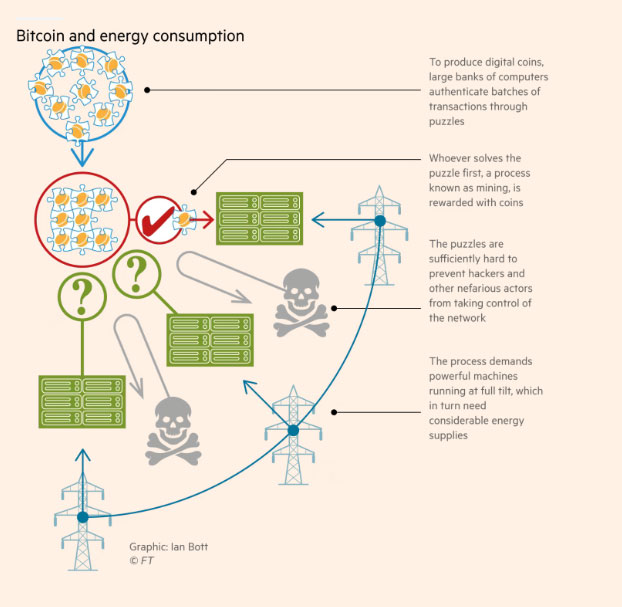 Bitcoin and energy consumption
To produce digital coins,
large banks of computers
authenticate batches of
transactions through
puzzles
Whoever solves the
puzzle first, a process
known as mining, is
rewarded with coins
The puzzles are
sufficiently hard to
prevent hackers and
other nefarious actors
from taking control of
the network
The process demands
powerful machines
running at full tilt, which
in turn need
considerable energy
supplies
?
?
Graphic: Ian Bott
© FT